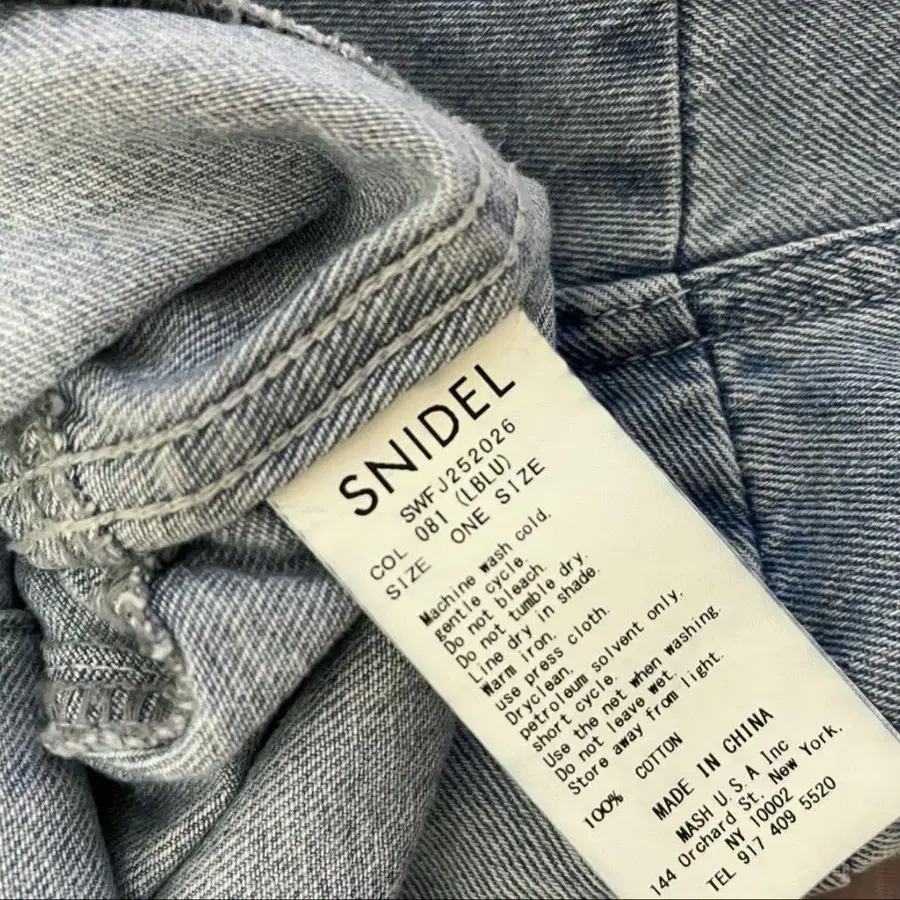 SNIDEL
SWFJ252026
COL 081 (LBLU)
SIZE ONE SIZE
Machine wash cold.
gentle cycle.
Do not bleach.
Do not tumble dry.
Line dry in shade.
Warm iron.
use press cloth.
Dryclean.
petroleum solvent only.
short cycle.
Use the net when washing.
Do not leave wet.
Store away from light.
100% COTTON
MADE IN CHINA
MASH U.S.A Inc
144 Orchard St. New York.
NY 10002
TEL 917 409 5520